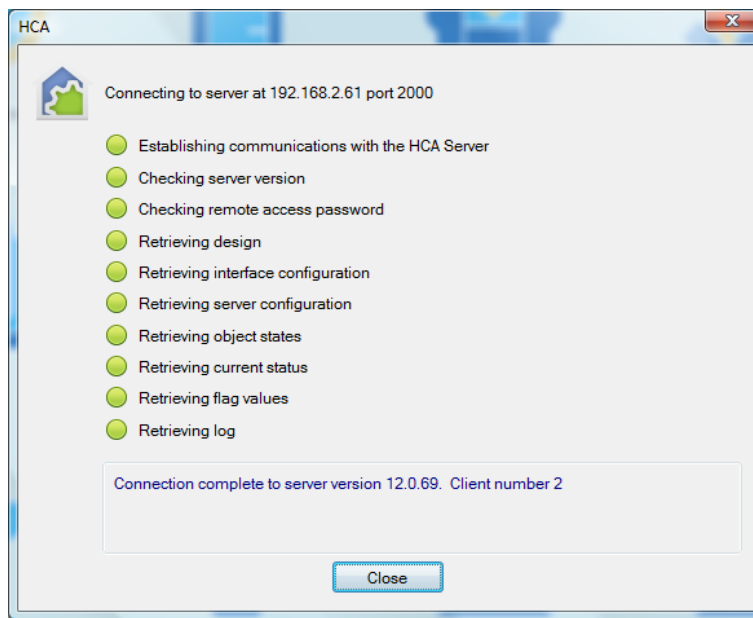 HCA
Connecting to server at 192.168.2.61 port 2000
Establishing communications with the HCA Server
Checking server version
Checking remote access password
Retrieving design
Retrieving interface configuration
Retrieving server configuration
Retrieving object states
Retrieving current status
Retrieving flag values
Retrieving log
Connection complete to server version 12.0.69.  Client number 2
Close